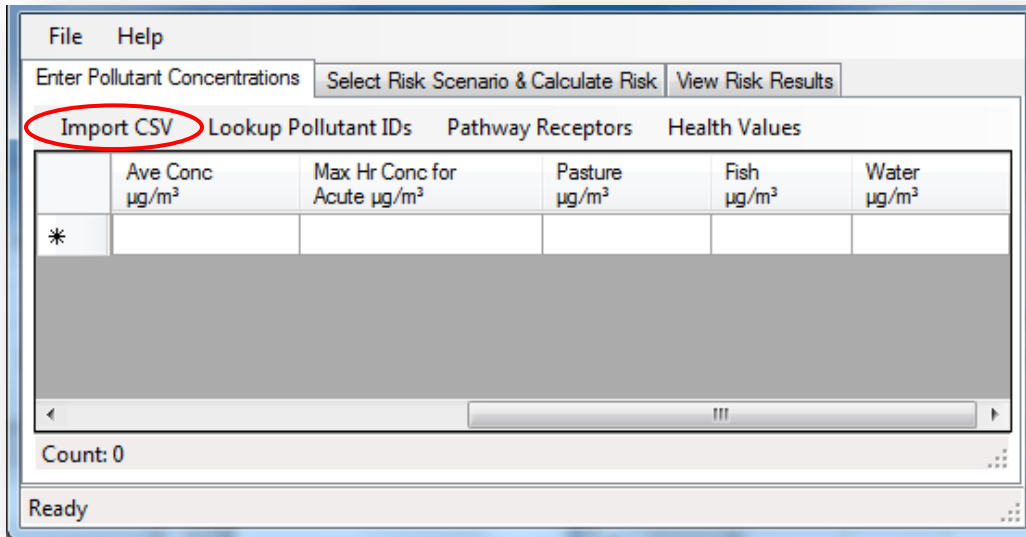 File Help
Enter Pollutant Concentrations Select Risk Scenario & Calculate Risk View Risk Results
Import CSV Lookup Pollutant IDs Pathway Receptors Health Values
Ave Conc Max Hr Conc for Pasture Fish Water
µg/m³ Acute µg/m³ µg/m³ µg/m³ µg/m³
*
Count: 0
Ready